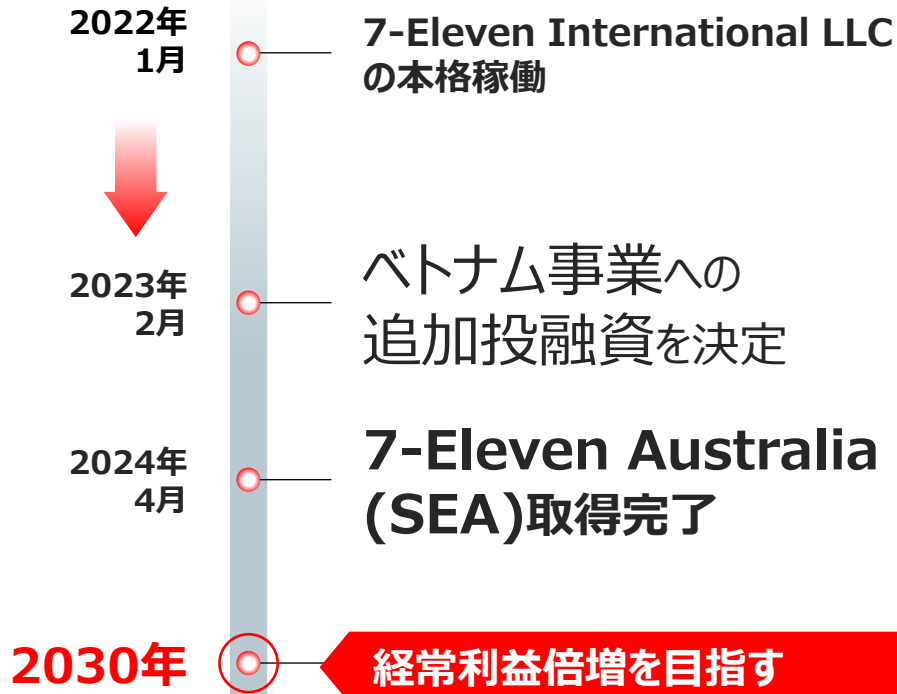 2022年
1月
7-Eleven International LLC
の本格稼働
2023年
2月
ベトナム事業への
追加投融資を決定
2024年
4月
7-Eleven Australia
(SEA)取得完了
2030年
経常利益倍増を目指す